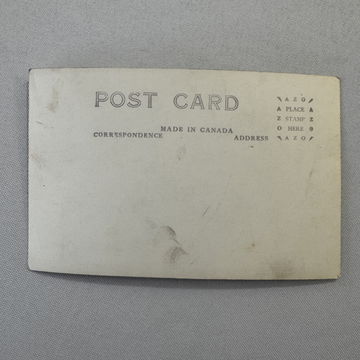 POST CARD
MADE IN CANADA
CORRESPONDENCE ADDRESS
AZO
A PLACE A
Z STAMP Z
O HERE O
AZO